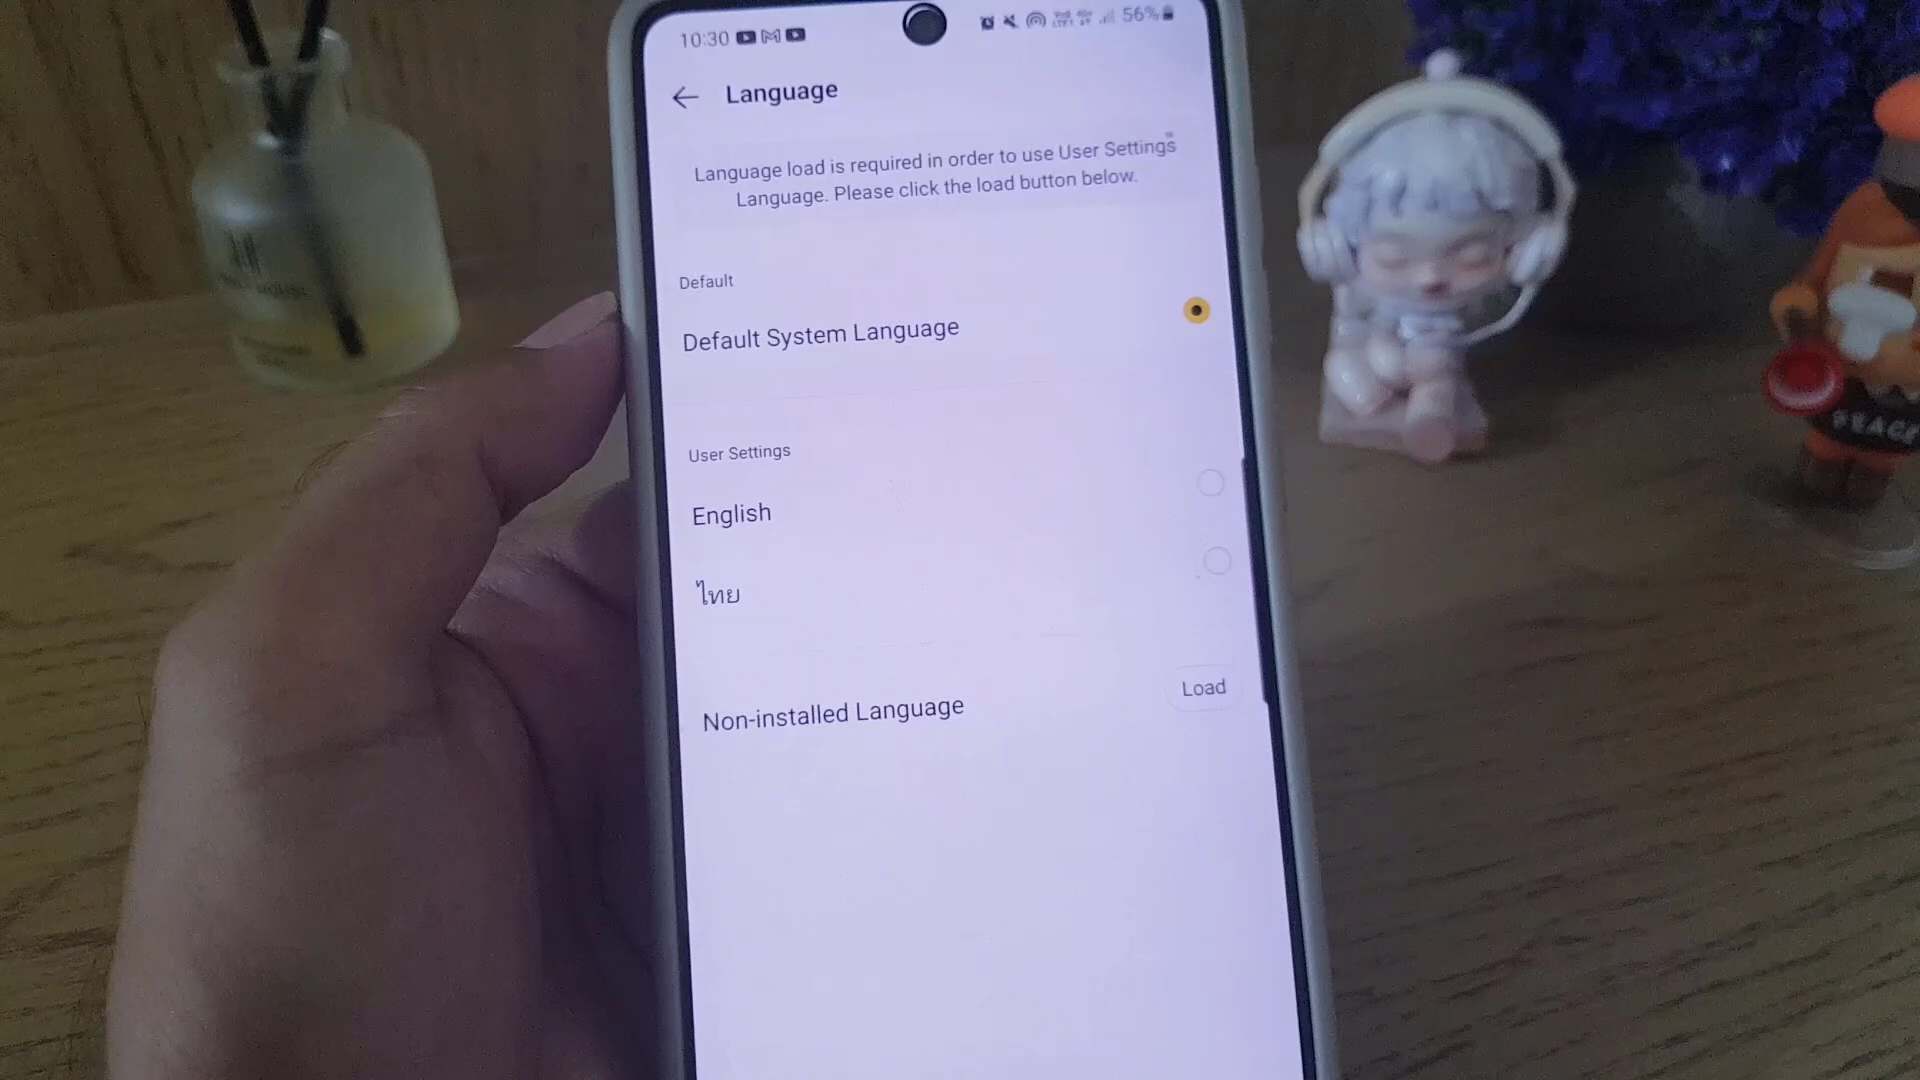 10:30
56%
Language
Language load is required in order to use User Settings
Language. Please click the load button below.
Default
Default System Language
User Settings
English
ไทย
Non-installed Language
Load